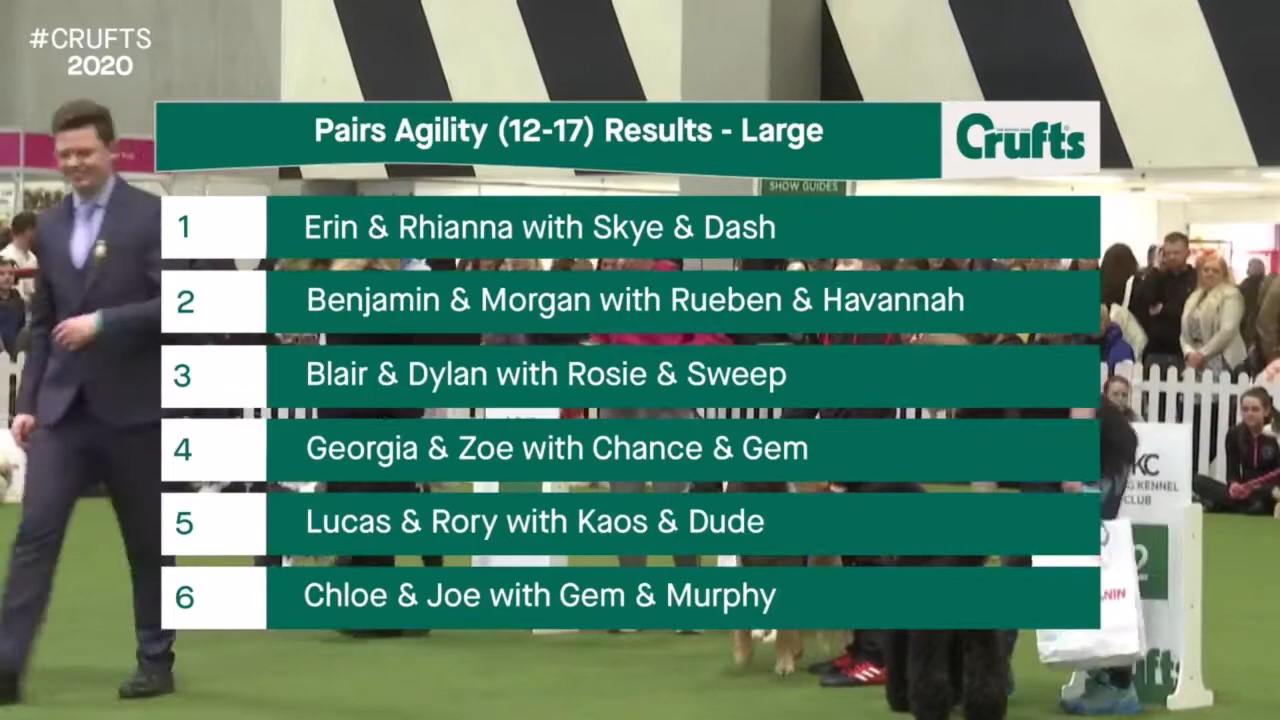 #CRUFTS
2020
Pairs Agility (12-17) Results - Large
Crufts
SHOW GUIDES
1 Erin & Rhianna with Skye & Dash
2 Benjamin & Morgan with Rueben & Havannah
3 Blair & Dylan with Rosie & Sweep
4 Georgia & Zoe with Chance & Gem
5 Lucas & Rory with Kaos & Dude
6 Chloe & Joe with Gem & Murphy
KC
KENNEL
CLUB
2